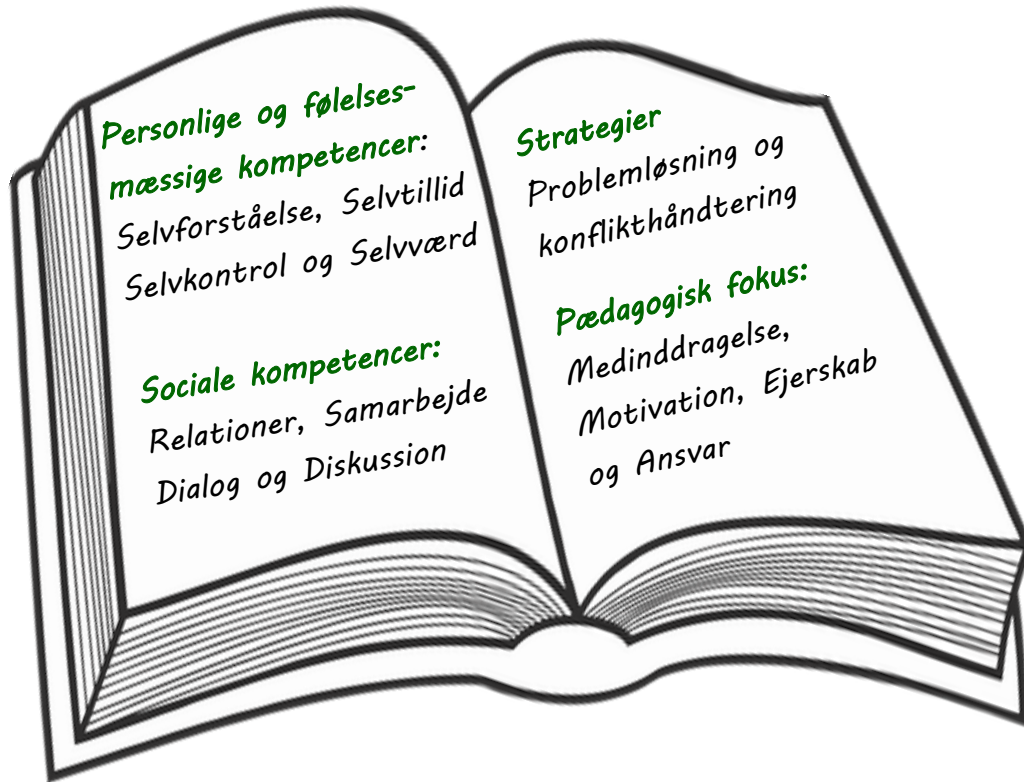 Personlige og følelses-
mæssige kompetencer:
Selvforståelse, Selvtillid
Selvkontrol og Selvværd
Sociale kompetencer:
Relationer, Samarbejde
Dialog og Diskussion
Strategier
Problemløsning og
konflikthåndtering
Pædagogisk fokus:
Medinddragelse,
Motivation, Ejerskab
og Ansvar